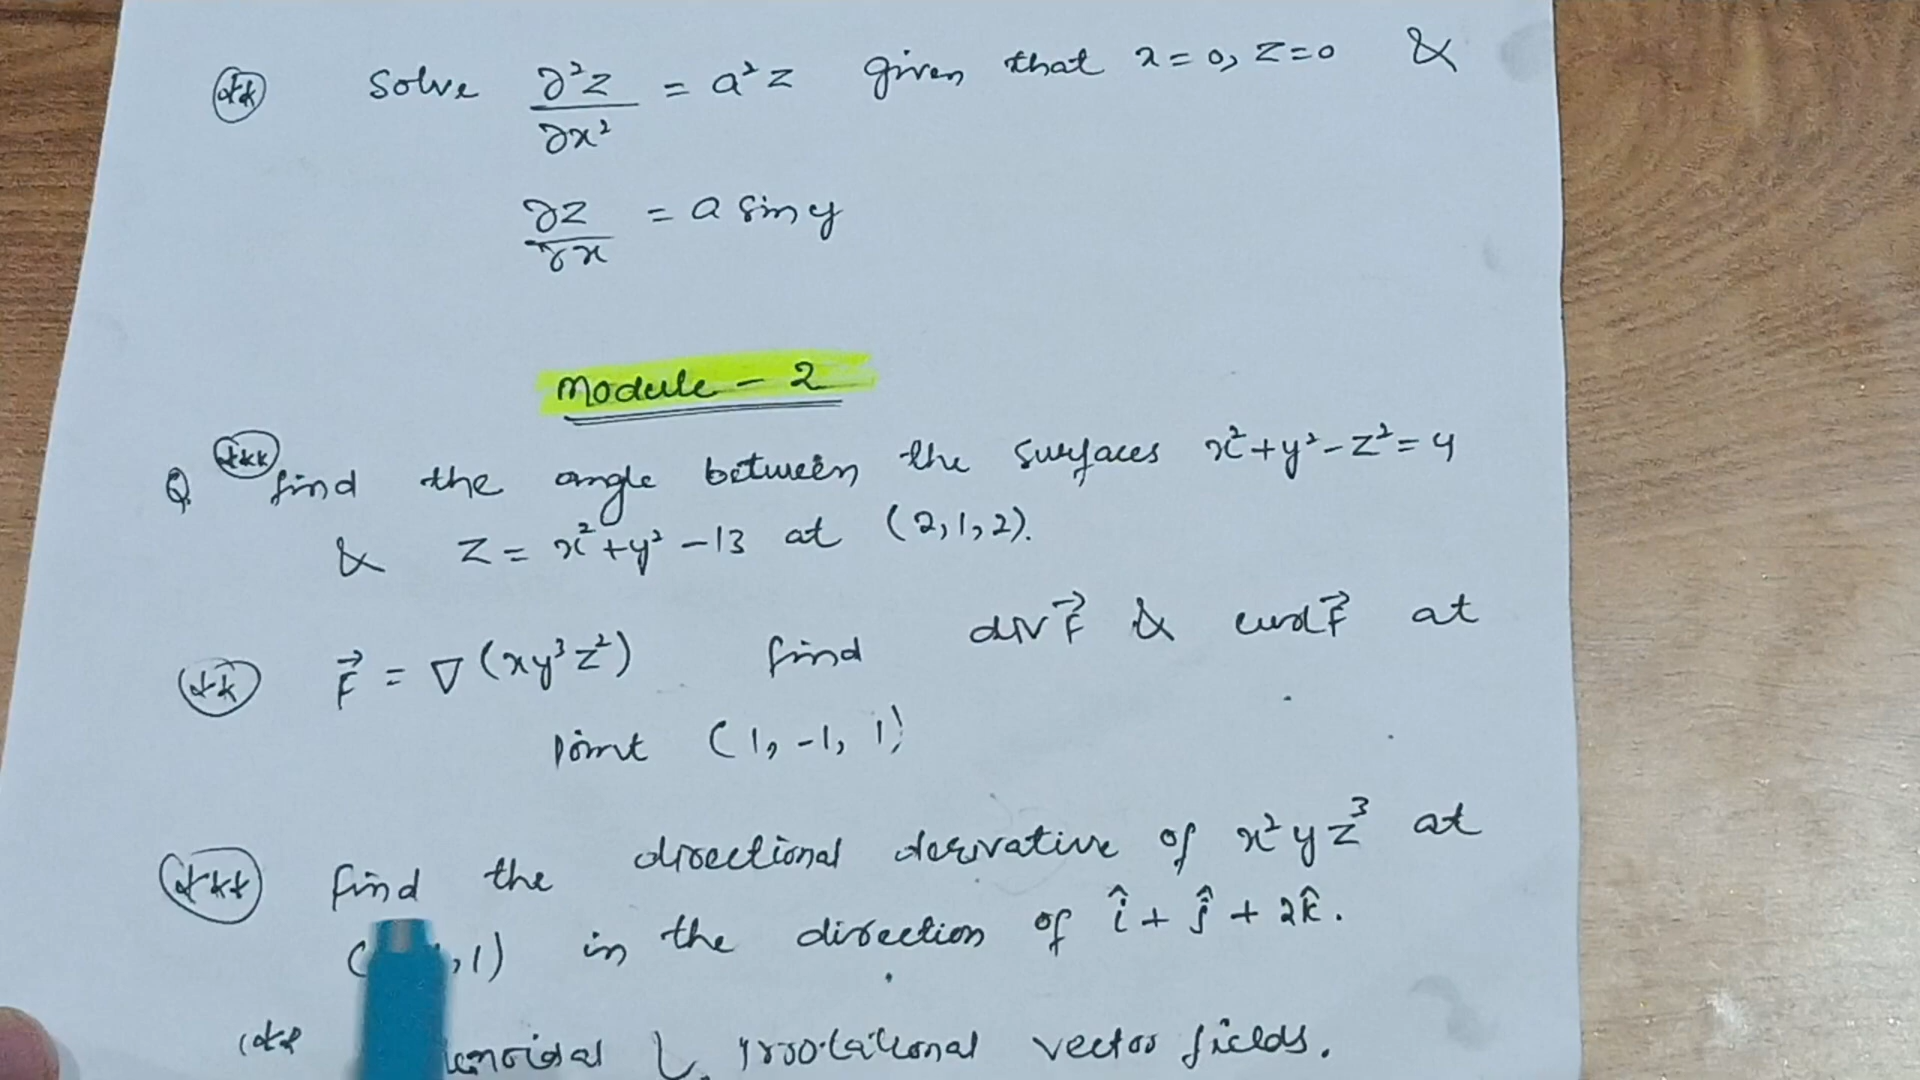 ** Solve ∂²z/∂x² = a²z given that x=0, z=0 &
∂z/∂x = a siny
Module - 2
Q. *** find the angle between the surfaces x²+y²-z²=4
& z = x²+y²-13 at (2,1,2).
** F⃗ = ∇(xy³z²) find div F⃗ & curl F⃗ at
point (1, -1, 1)
*** find the directional derivative of x²yz³ at
( ,1) in the direction of î + ĵ + 2k̂.
irrotational vector fields.